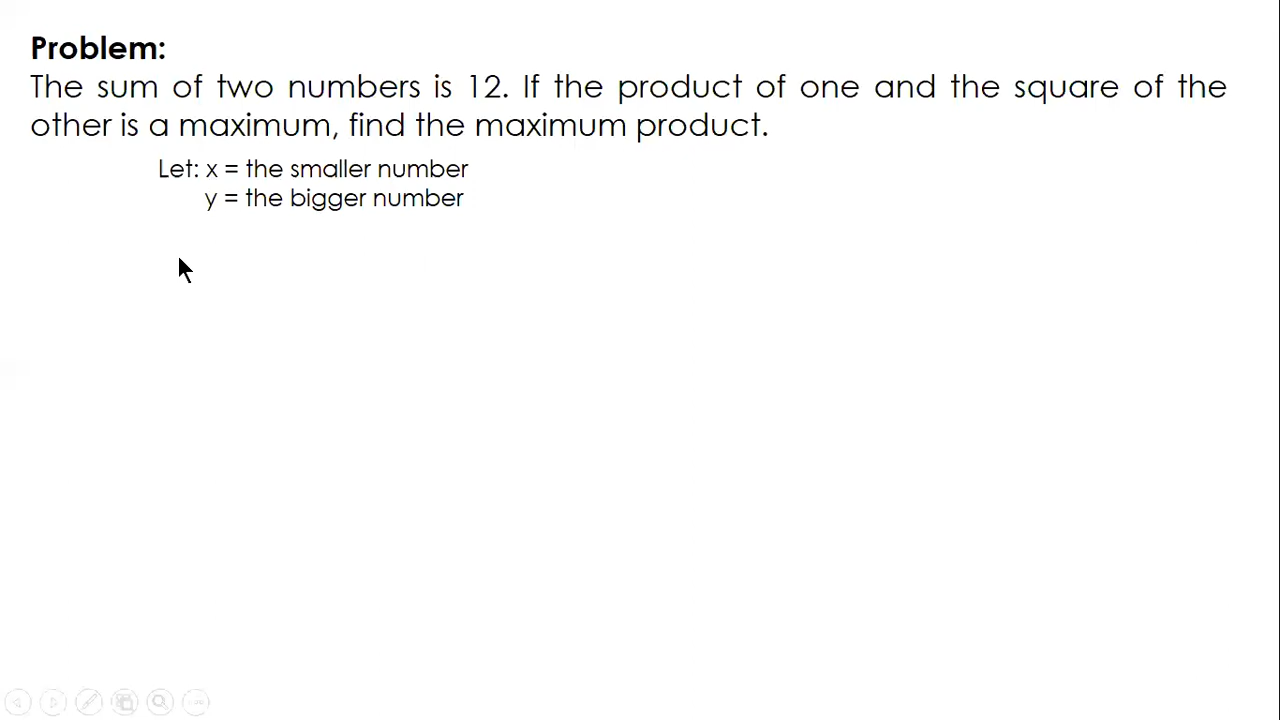 Problem:
The sum of two numbers is 12. If the product of one and the square of the
other is a maximum, find the maximum product.
Let: x = the smaller number
y = the bigger number